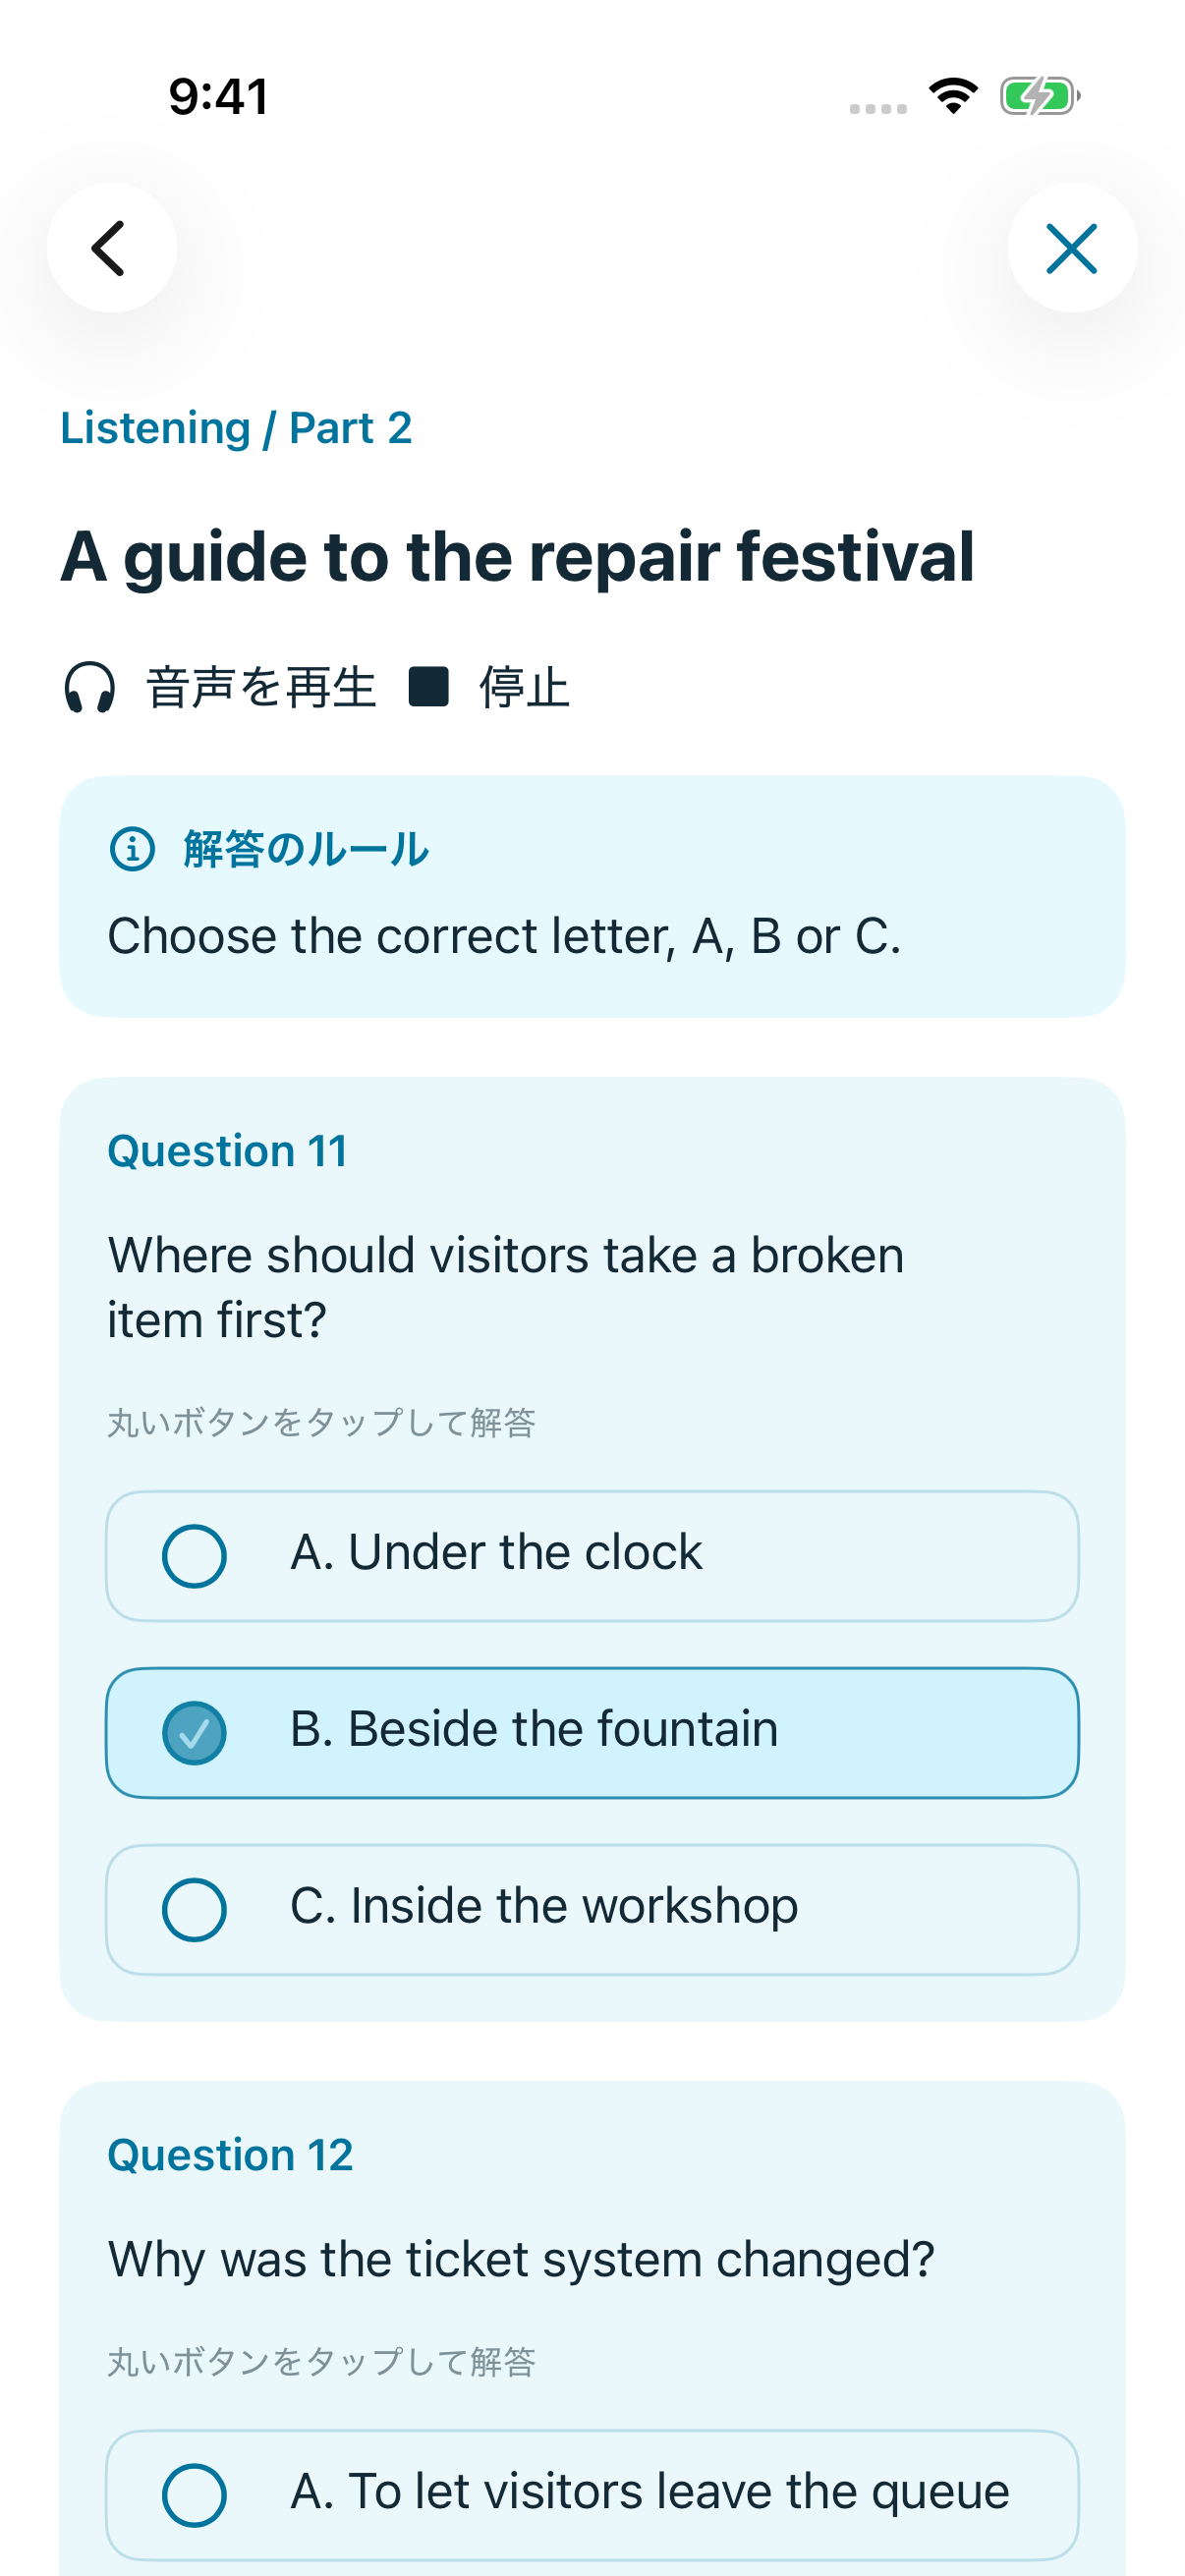 9:41
Listening / Part 2
A guide to the repair festival
音声を再生 停止
解答のルール
Choose the correct letter, A, B or C.
Question 11
Where should visitors take a broken
item first?
丸いボタンをタップして解答
A. Under the clock
B. Beside the fountain
C. Inside the workshop
Question 12
Why was the ticket system changed?
丸いボタンをタップして解答
A. To let visitors leave the queue